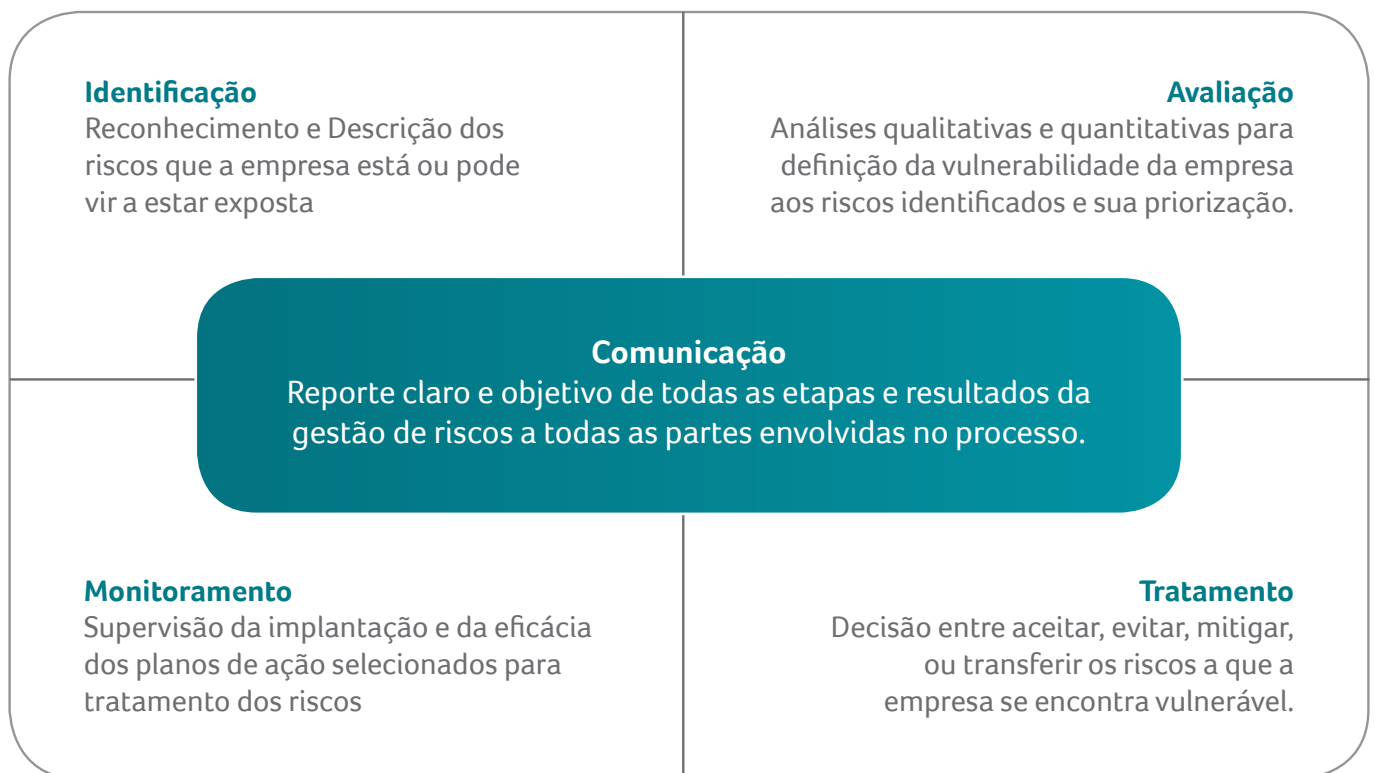 Identificação
Reconhecimento e Descrição dos
riscos que a empresa está ou pode
vir a estar exposta
Avaliação
Análises qualitativas e quantitativas para
definição da vulnerabilidade da empresa
aos riscos identificados e sua priorização.
Comunicação
Reporte claro e objetivo de todas as etapas e resultados da
gestão de riscos a todas as partes envolvidas no processo.
Monitoramento
Supervisão da implantação e da eficácia
dos planos de ação selecionados para
tratamento dos riscos
Tratamento
Decisão entre aceitar, evitar, mitigar,
ou transferir os riscos a que a
empresa se encontra vulnerável.